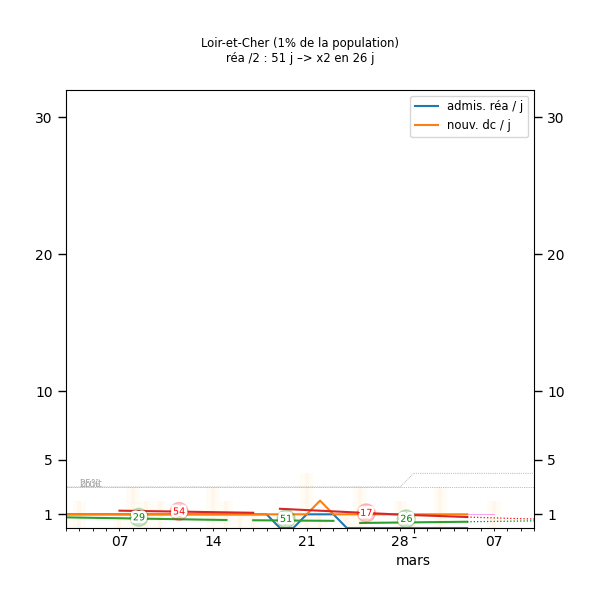 Loir-et-Cher (1% de la population)
réa /2 : 51 j –> x2 en 26 j
admis. réa / j
nouv. dc / j
30 30
20 20
10 10
5 5
1 1
29 54 51 17 26
07 14 21 28 07
mars